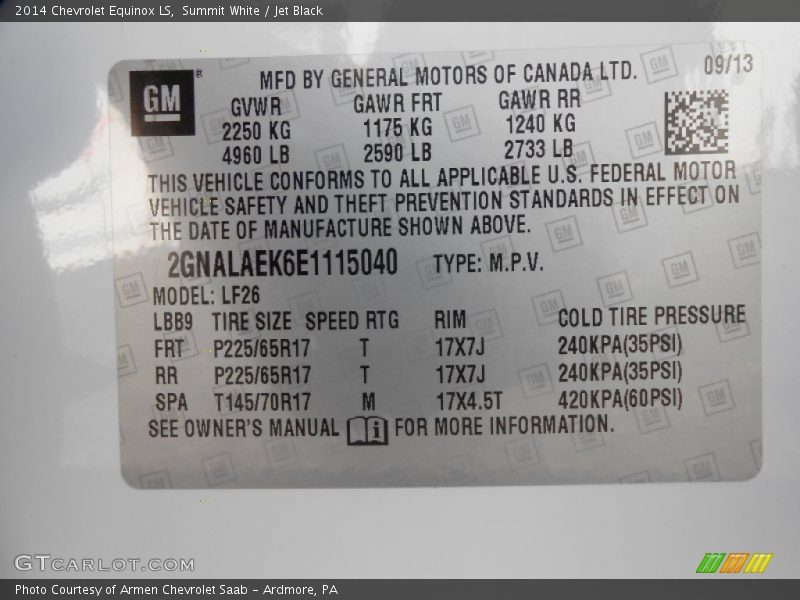 2014 Chevrolet Equinox LS,  Summit White / Jet Black
GM ® MFD BY GENERAL MOTORS OF CANADA LTD. 09/13
GVWR GAWR FRT GAWR RR
2250 KG 1175 KG 1240 KG
4960 LB 2590 LB 2733 LB
THIS VEHICLE CONFORMS TO ALL APPLICABLE U.S. FEDERAL MOTOR
VEHICLE SAFETY AND THEFT PREVENTION STANDARDS IN EFFECT ON
THE DATE OF MANUFACTURE SHOWN ABOVE.
2GNALAEK6E1115040 TYPE: M.P.V.
MODEL: LF26
LBB9 TIRE SIZE SPEED RTG RIM COLD TIRE PRESSURE
FRT P225/65R17 T 17X7J 240KPA(35PSI)
RR P225/65R17 T 17X7J 240KPA(35PSI)
SPA T145/70R17 M 17X4.5T 420KPA(60PSI)
SEE OWNER'S MANUAL i FOR MORE INFORMATION.
GTCARLOT.COM
Photo Courtesy of Armen Chevrolet Saab - Ardmore, PA